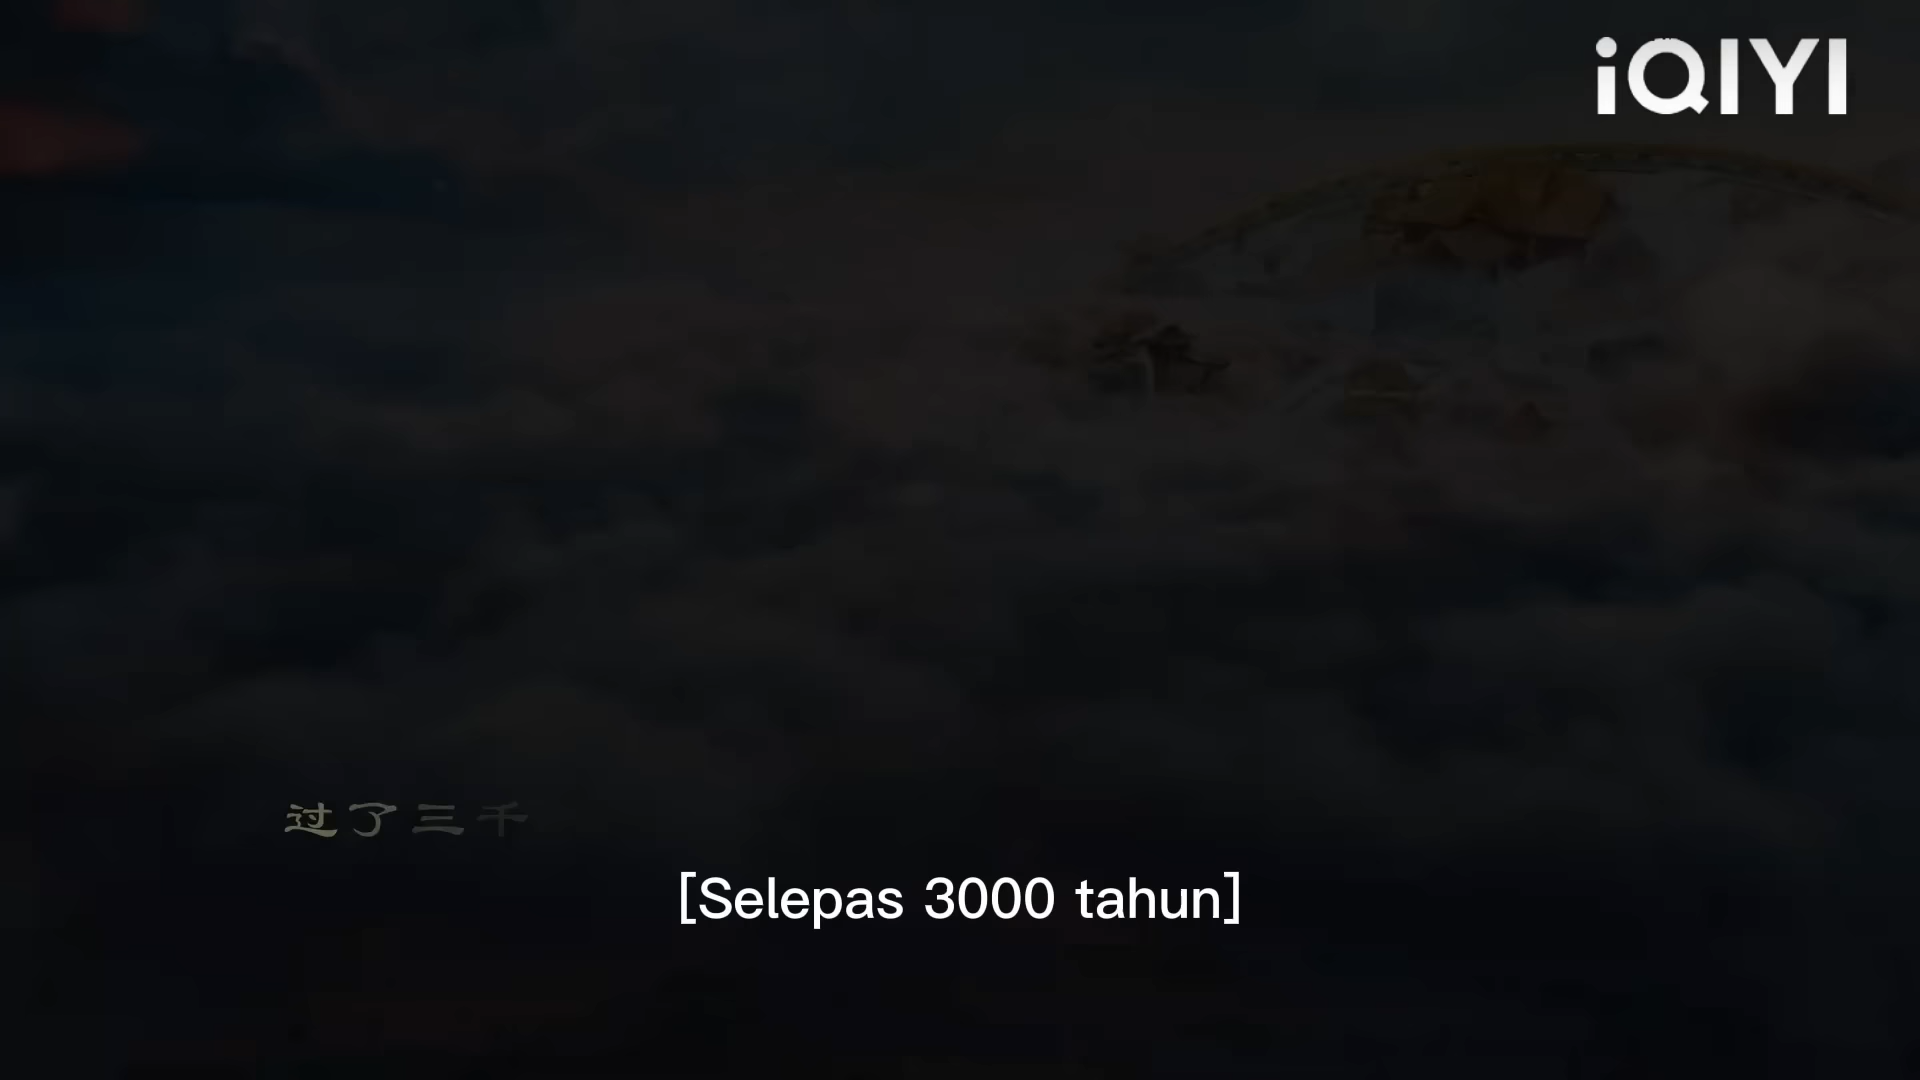 iQIYI
过了三千
[Selepas 3000 tahun]